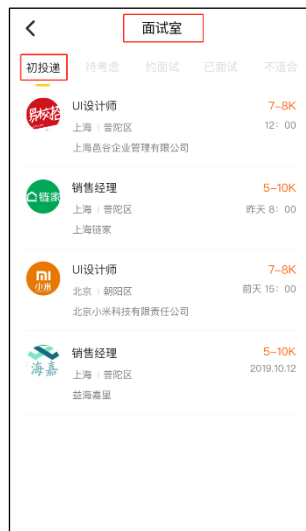 面试室
初投递 待考虑 约面试 已面试 不适合
易校招
UI设计师 7-8K
上海 | 普陀区 12: 00
上海邑谷企业管理有限公司
链家
销售经理 5-10K
上海 | 普陀区 昨天 8: 00
上海链家
小米
UI设计师 7-8K
北京 | 朝阳区 前天 15: 00
北京小米科技有限责任公司
海嘉
销售经理 5-10K
上海 | 普陀区 2019.10.12
益海嘉里